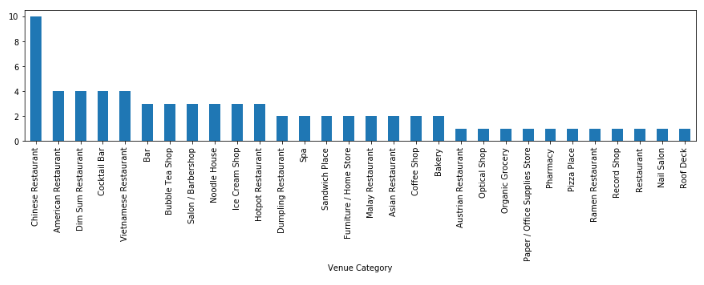 10
8
6
4
2
0
Chinese Restaurant
American Restaurant
Dim Sum Restaurant
Cocktail Bar
Vietnamese Restaurant
Bar
Bubble Tea Shop
Salon / Barbershop
Noodle House
Ice Cream Shop
Hotpot Restaurant
Dumpling Restaurant
Spa
Sandwich Place
Furniture / Home Store
Malay Restaurant
Asian Restaurant
Coffee Shop
Bakery
Austrian Restaurant
Optical Shop
Organic Grocery
Paper / Office Supplies Store
Pharmacy
Pizza Place
Ramen Restaurant
Record Shop
Restaurant
Nail Salon
Roof Deck
Venue Category